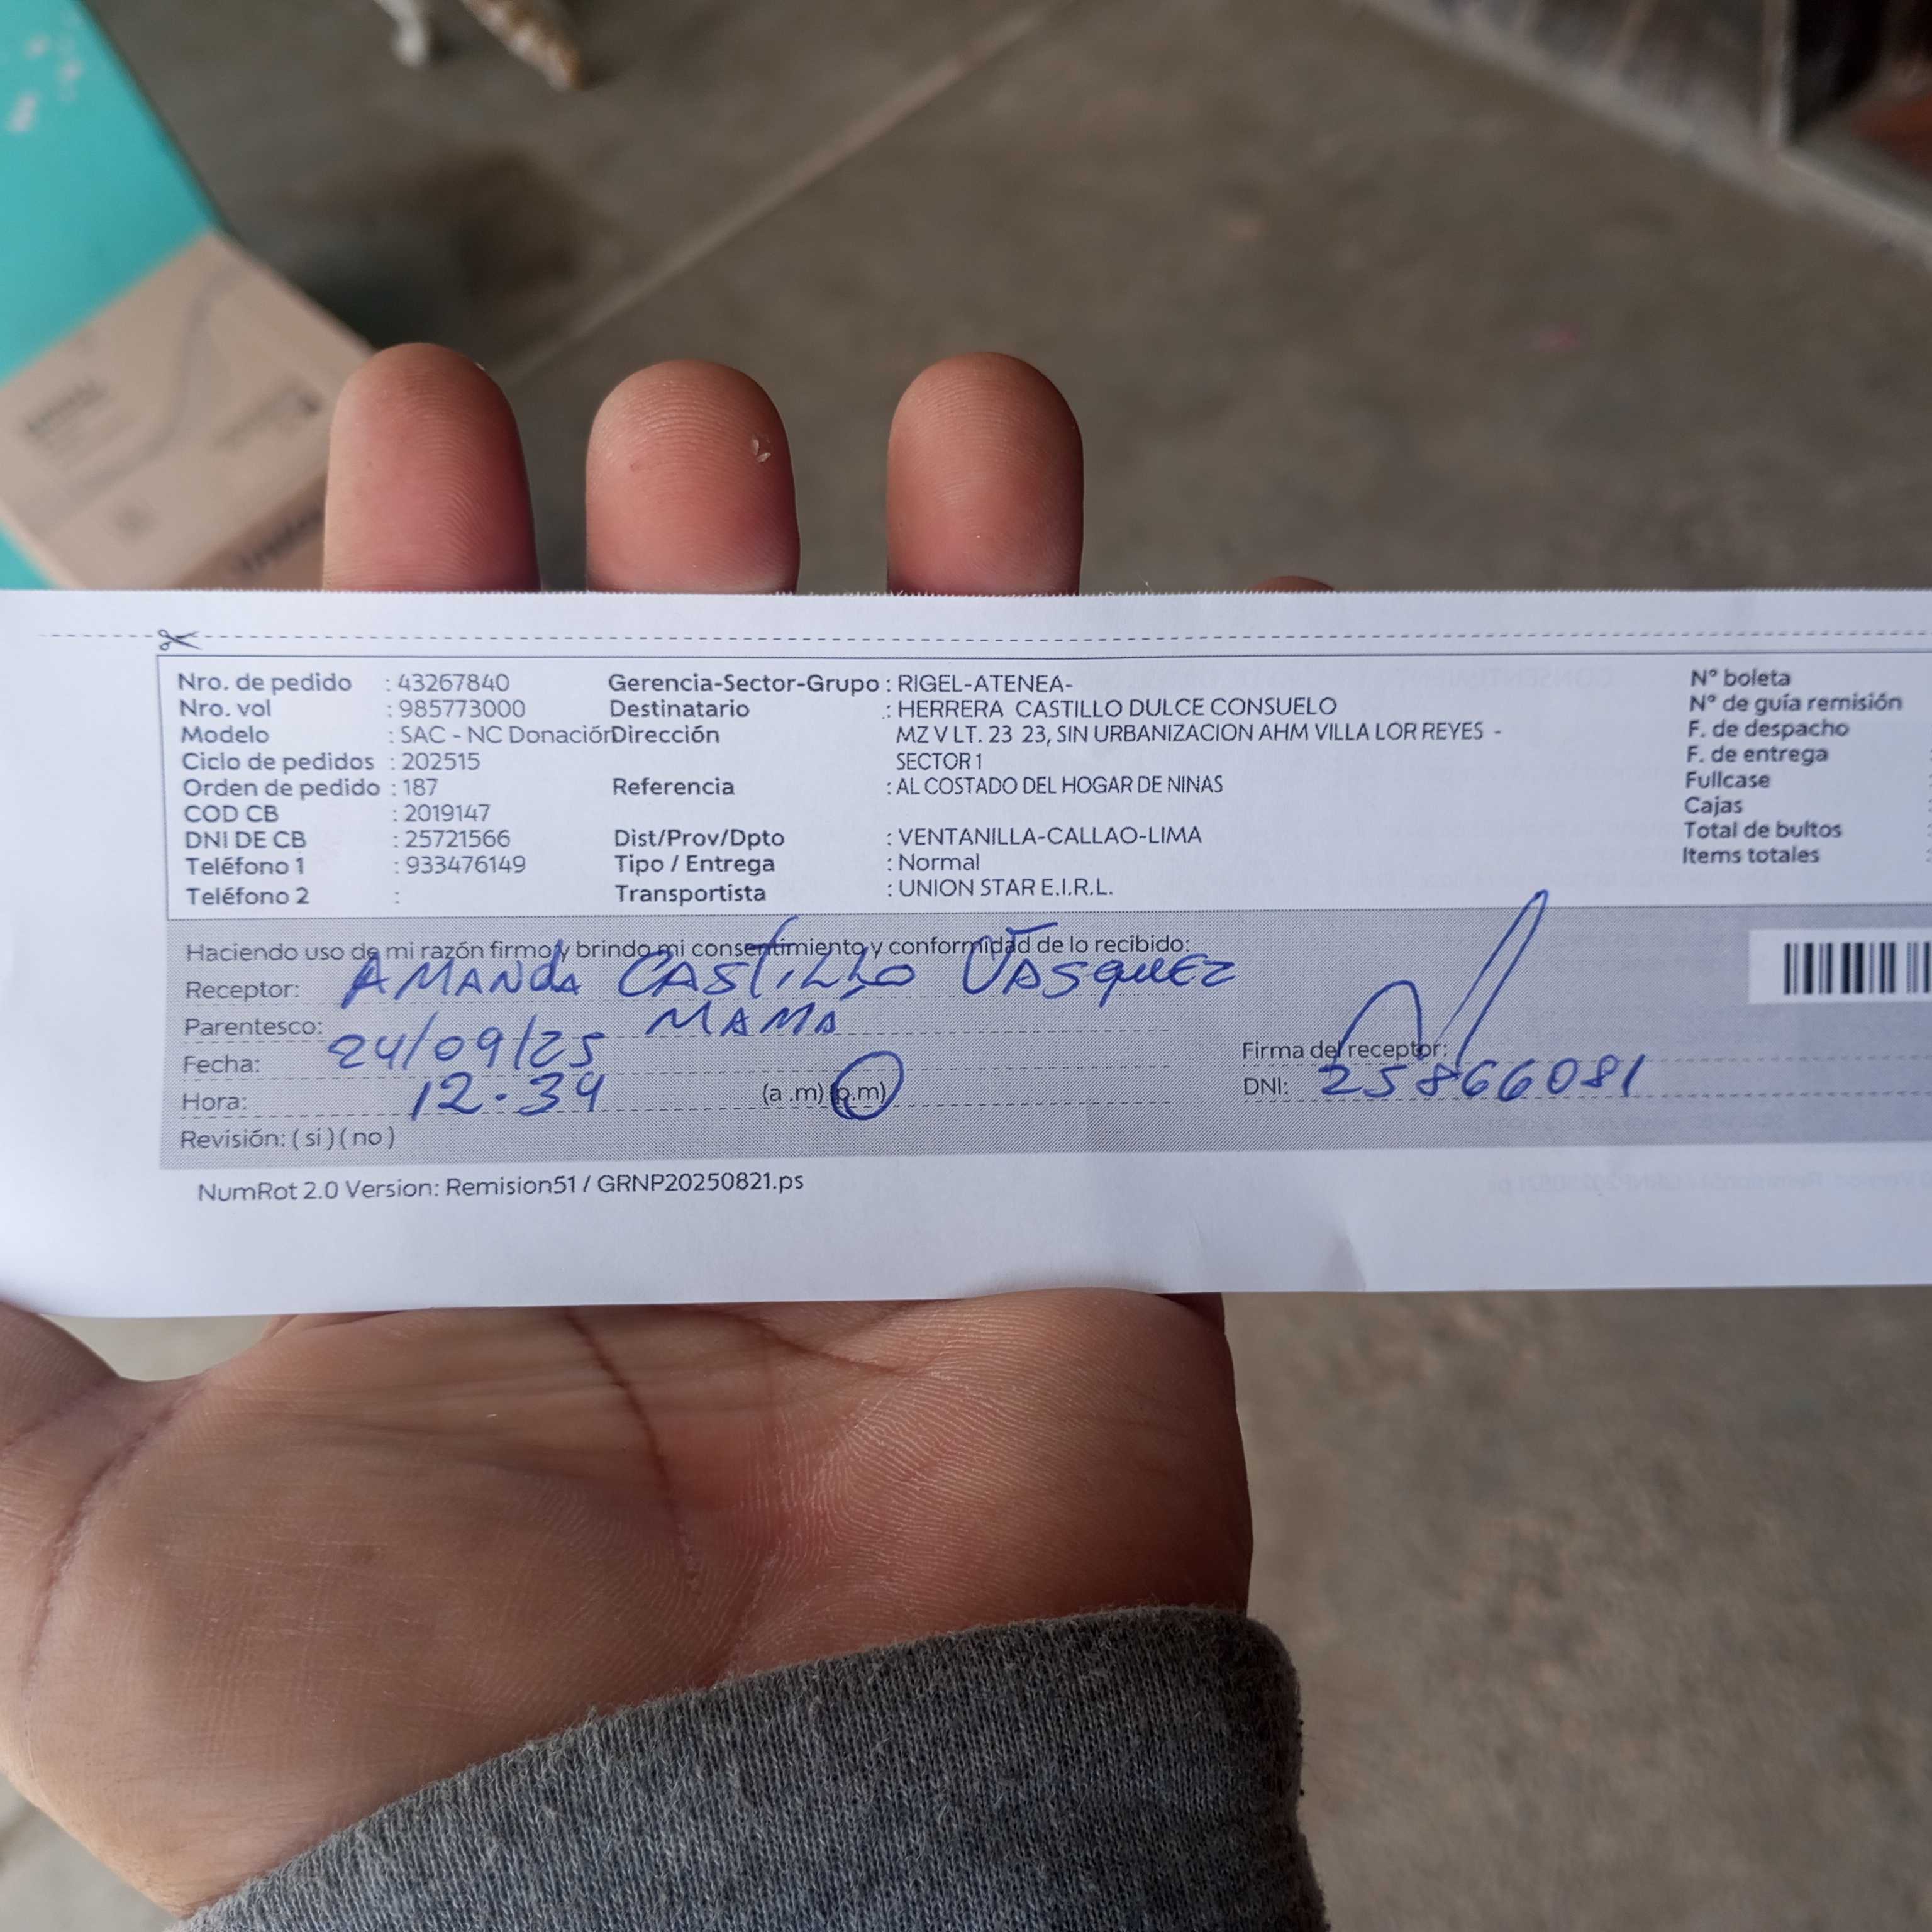 Nro. de pedido : 43267840 Gerencia-Sector-Grupo : RIGEL-ATENEA- N° boleta
Nro. vol : 985773000 Destinatario : HERRERA CASTILLO DULCE CONSUELO N° de guía remisión
Modelo : SAC - NC Donación Dirección MZ V LT. 23 23, SIN URBANIZACION AHM VILLA LOR REYES - F. de despacho
Ciclo de pedidos : 202515 SECTOR 1 F. de entrega
Orden de pedido : 187 Referencia : AL COSTADO DEL HOGAR DE NINAS Fullcase
COD CB : 2019147 Cajas
DNI DE CB : 25721566 Dist/Prov/Dpto : VENTANILLA-CALLAO-LIMA Total de bultos
Teléfono 1 : 933476149 Tipo / Entrega : Normal Items totales
Teléfono 2 : Transportista : UNION STAR E.I.R.L.
Haciendo uso de mi razón firmo y brindo mi consentimiento y conformidad de lo recibido:
Receptor: AMANDA CASTILLO VASQUEZ
Parentesco: MAMA
Fecha: 24/09/25 Firma del receptor:
Hora: 12.34 (a .m) (p.m) DNI: 25866081
Revisión: ( si ) ( no )
NumRot 2.0 Version: Remision51 / GRNP20250821.ps